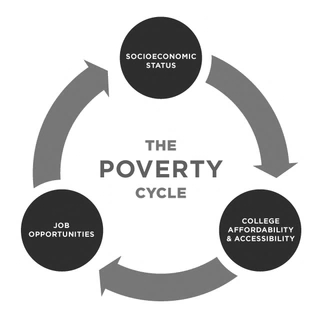 SOCIOECONOMIC
STATUS
THE
POVERTY
CYCLE
JOB
OPPORTUNITIES
COLLEGE
AFFORDABILITY
& ACCESSIBILITY